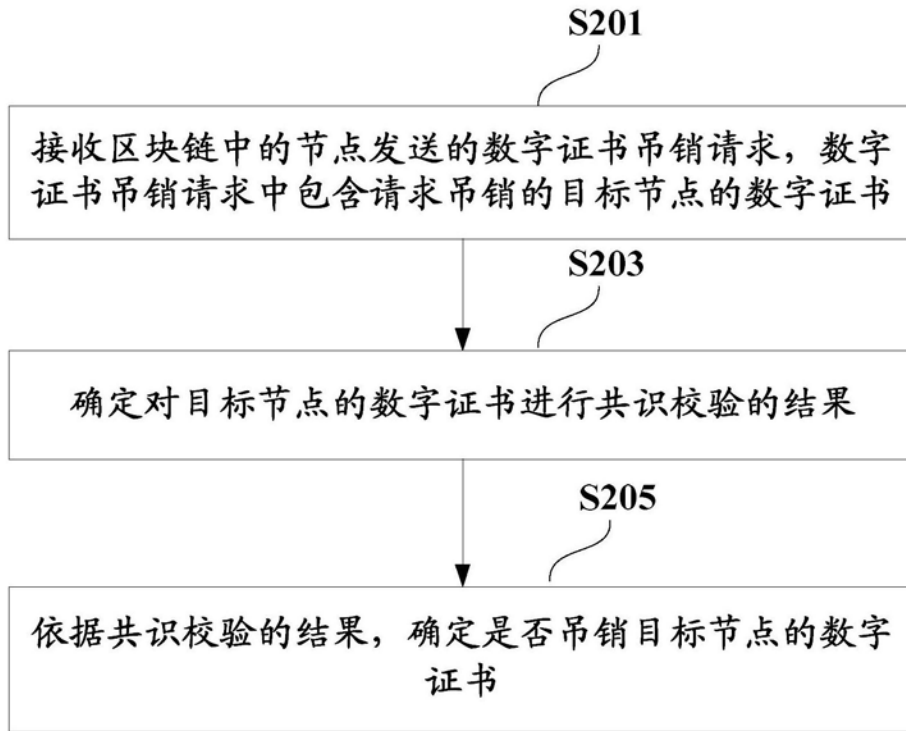 S201
接收区块链中的节点发送的数字证书吊销请求，数字
证书吊销请求中包含请求吊销的目标节点的数字证书
S203
确定对目标节点的数字证书进行共识校验的结果
S205
依据共识校验的结果，确定是否吊销目标节点的数字
证书